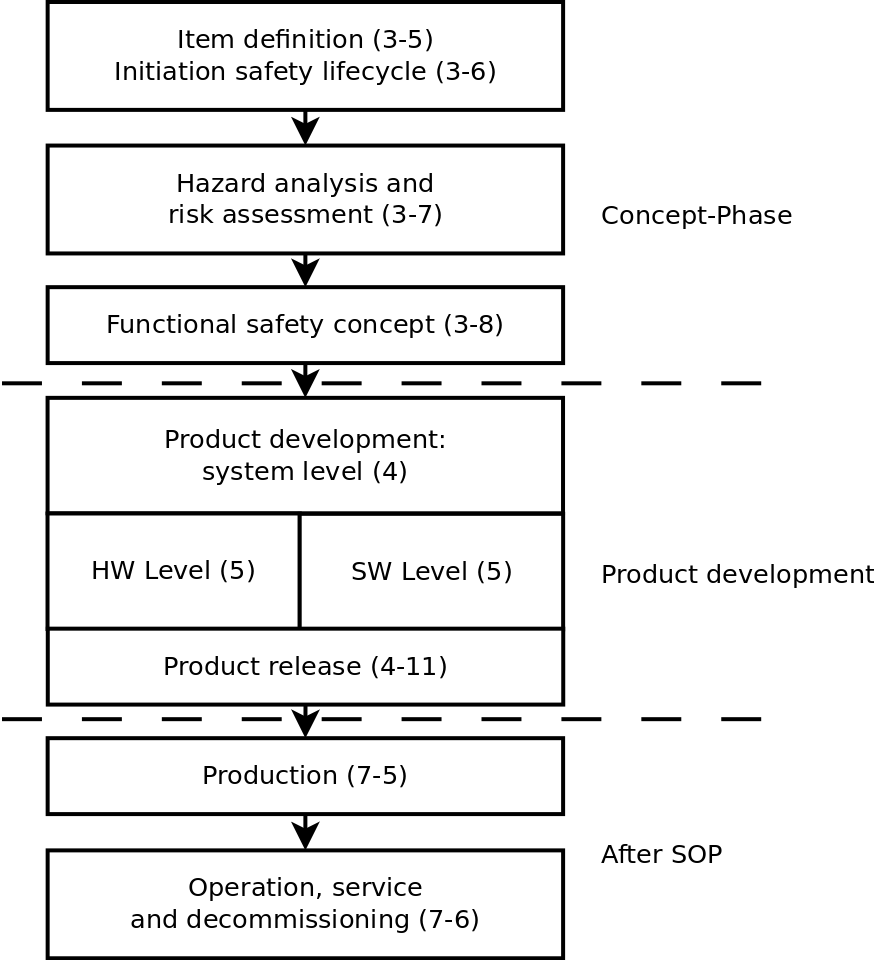 Item definition (3-5)
Initiation safety lifecycle (3-6)
Hazard analysis and
risk assessment (3-7)
Concept-Phase
Functional safety concept (3-8)
Product development:
system level (4)
HW Level (5)
SW Level (5)
Product development
Product release (4-11)
Production (7-5)
After SOP
Operation, service
and decommissioning (7-6)